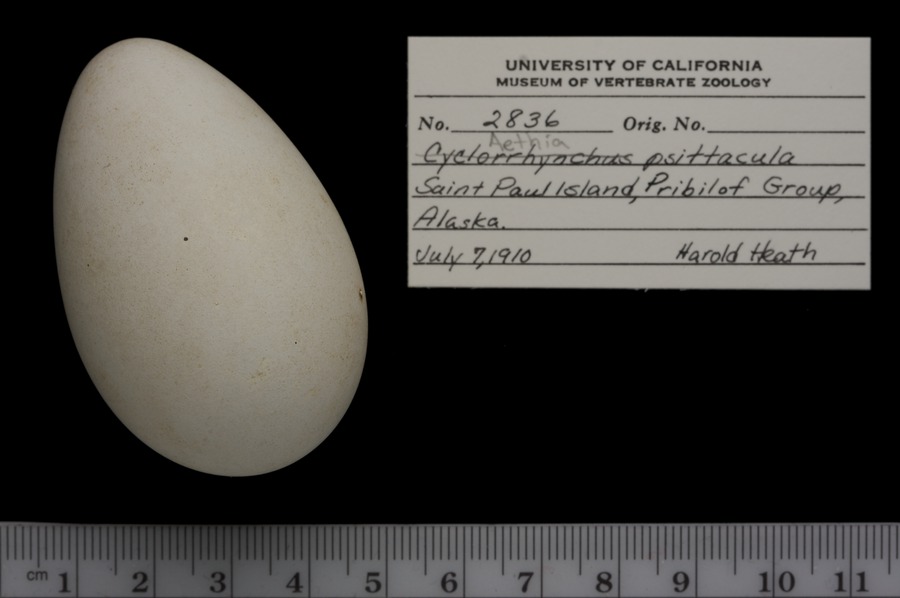 UNIVERSITY OF CALIFORNIA
MUSEUM OF VERTEBRATE ZOOLOGY
No. 2836 Orig. No.
Aethia
Cyclorrhynchus psittacula
Saint Paul Island, Pribilof Group,
Alaska.
July 7, 1910 Harold Heath
cm 1 2 3 4 5 6 7 8 9 10 11